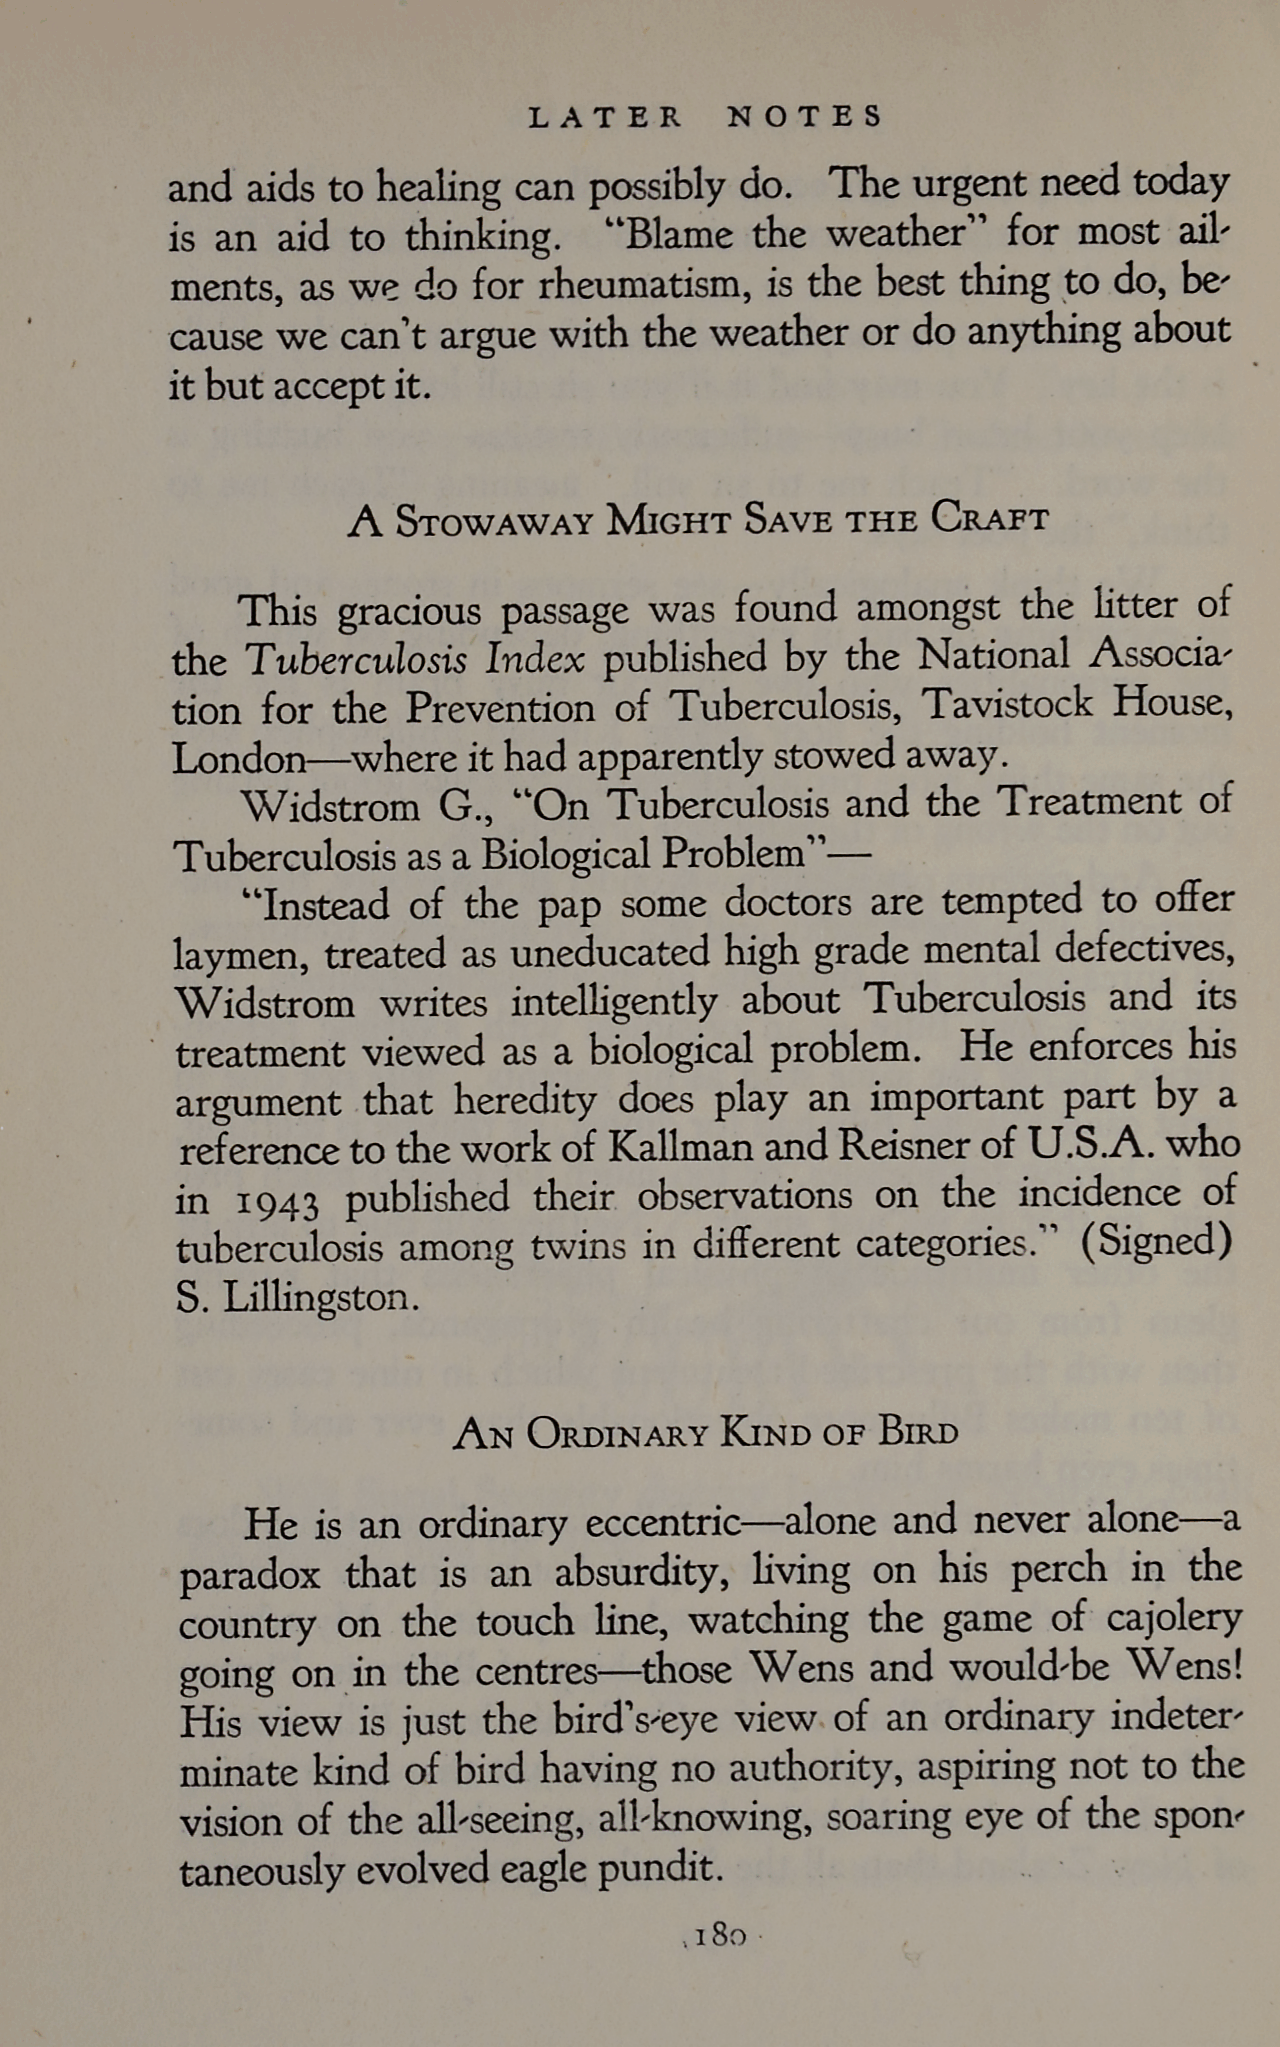 LATER NOTES
and aids to healing can possibly do. The urgent need today
is an aid to thinking. “Blame the weather” for most ail-
ments, as we do for rheumatism, is the best thing to do, be-
cause we can’t argue with the weather or do anything about
it but accept it.
A Stowaway Might Save the Craft
This gracious passage was found amongst the litter of
the Tuberculosis Index published by the National Associa-
tion for the Prevention of Tuberculosis, Tavistock House,
London—where it had apparently stowed away.
Widstrom G., “On Tuberculosis and the Treatment of
Tuberculosis as a Biological Problem”—
“Instead of the pap some doctors are tempted to offer
laymen, treated as uneducated high grade mental defectives,
Widstrom writes intelligently about Tuberculosis and its
treatment viewed as a biological problem. He enforces his
argument that heredity does play an important part by a
reference to the work of Kallman and Reisner of U.S.A. who
in 1943 published their observations on the incidence of
tuberculosis among twins in different categories.” (Signed)
S. Lillingston.
An Ordinary Kind of Bird
He is an ordinary eccentric—alone and never alone—a
paradox that is an absurdity, living on his perch in the
country on the touch line, watching the game of cajolery
going on in the centres—those Wens and would-be Wens!
His view is just the bird’s-eye view of an ordinary indeter-
minate kind of bird having no authority, aspiring not to the
vision of the all-seeing, all-knowing, soaring eye of the spon-
taneously evolved eagle pundit.
180